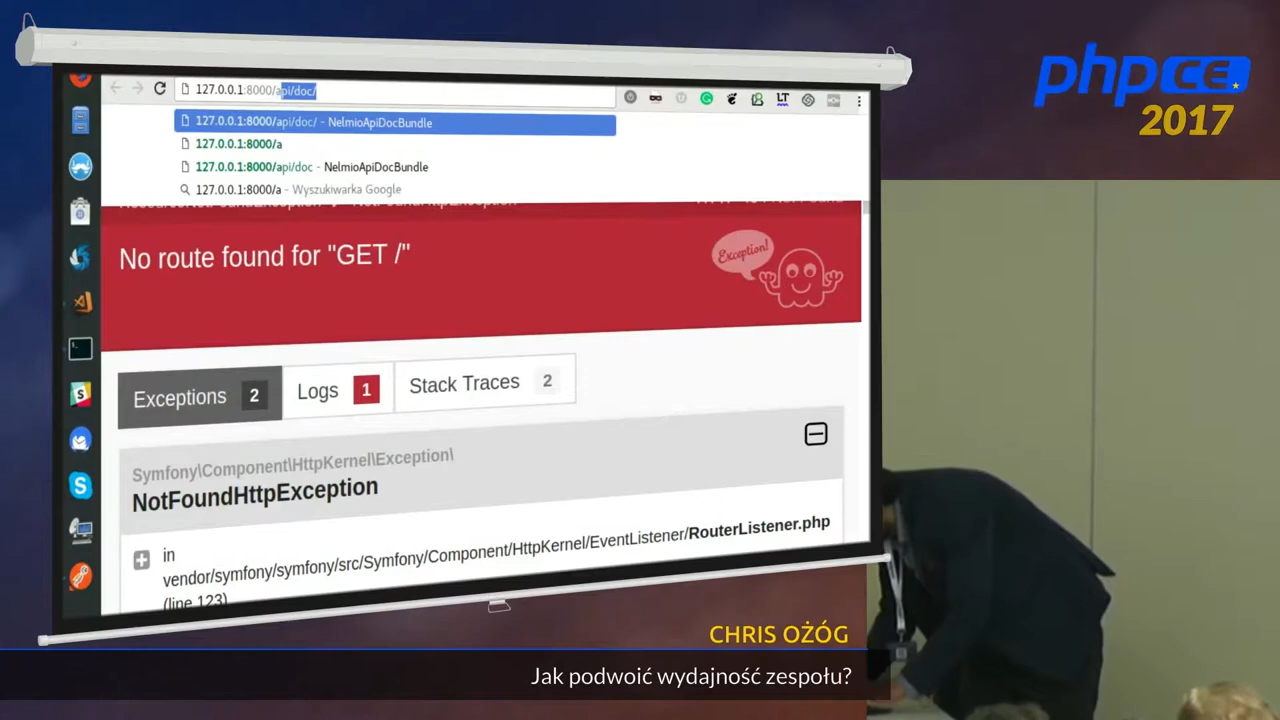 phpCE
2017
127.0.0.1:8000/api/doc/
127.0.0.1:8000/api/doc/ - NelmioApiDocBundle
127.0.0.1:8000/a
127.0.0.1:8000/api/doc - NelmioApiDocBundle
127.0.0.1:8000/a - Wyszukiwarka Google
LT
No route found for "GET /"
Exception!
Exceptions 2
Logs 1
Stack Traces 2
Symfony\Component\HttpKernel\Exception\
NotFoundHttpException
in
vendor/symfony/symfony/src/Symfony/Component/HttpKernel/EventListener/RouterListener.php
(line 123)
CHRIS OŻÓG
Jak podwoić wydajność zespołu?